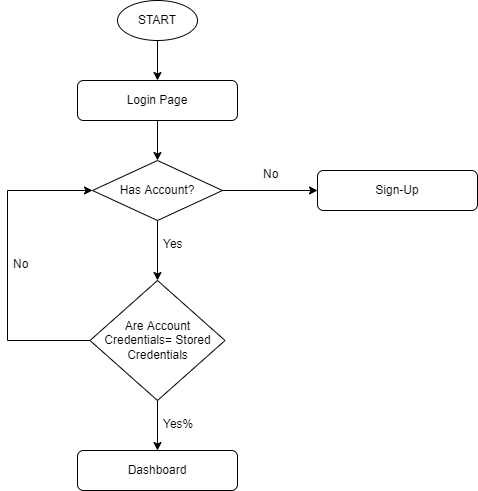 START
Login Page
Has Account?
No
Sign-Up
Yes
No
Are Account
Credentials= Stored
Credentials
Yes%
Dashboard